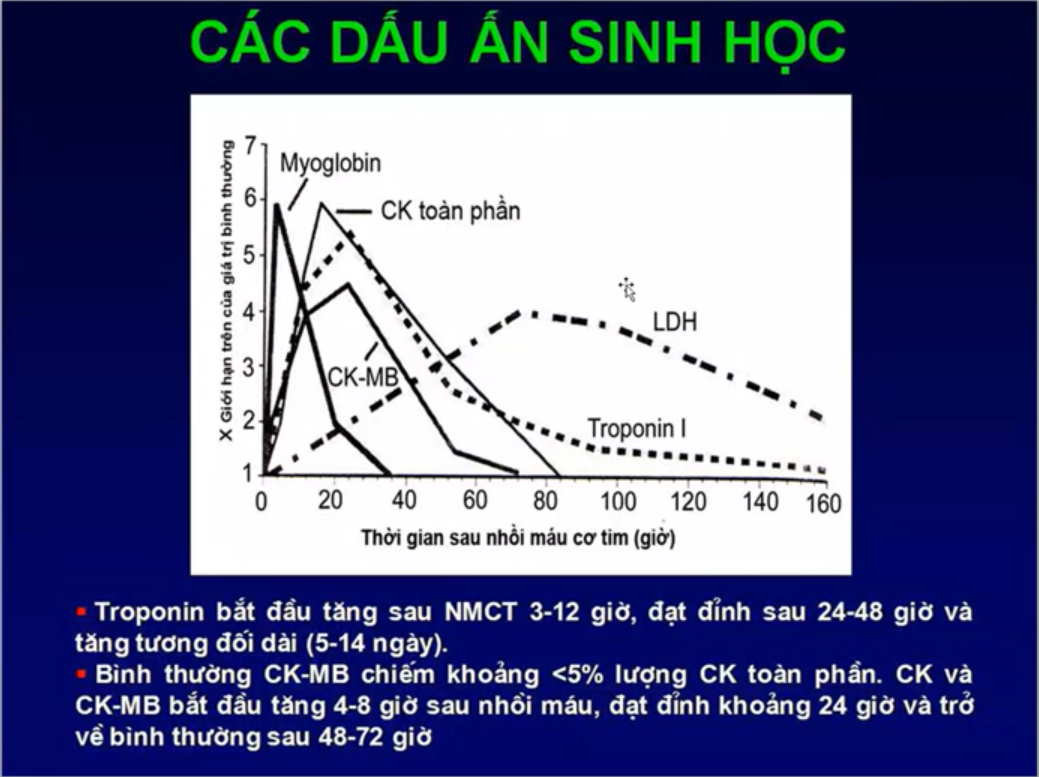 CÁC DẤU ẤN SINH HỌC
X Giới hạn trên của giá trị bình thường
7
6
5
4
3
2
1
Myoglobin
CK toàn phần
LDH
CK-MB
Troponin I
0 20 40 60 80 100 120 140 160
Thời gian sau nhồi máu cơ tim (giờ)
▪ Troponin bắt đầu tăng sau NMCT 3-12 giờ, đạt đỉnh sau 24-48 giờ và
tăng tương đối dài (5-14 ngày).
▪ Bình thường CK-MB chiếm khoảng <5% lượng CK toàn phần. CK và
CK-MB bắt đầu tăng 4-8 giờ sau nhồi máu, đạt đỉnh khoảng 24 giờ và trở
về bình thường sau 48-72 giờ